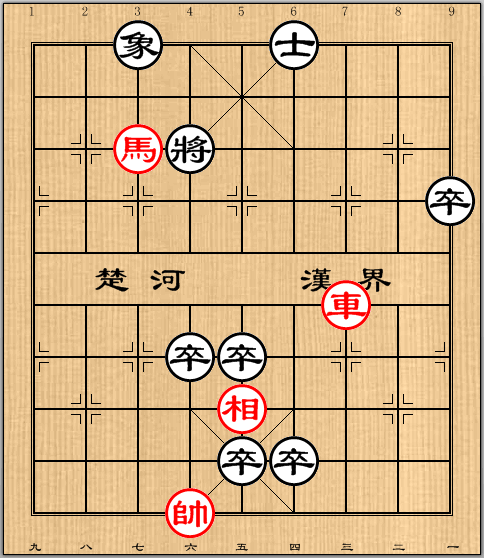 1 2 3 4 5 6 7 8 9
象 士
馬 將
卒
楚 河 漢 界
車
卒 卒
相
卒 卒
帥
九 八 七 六 五 四 三 二 一